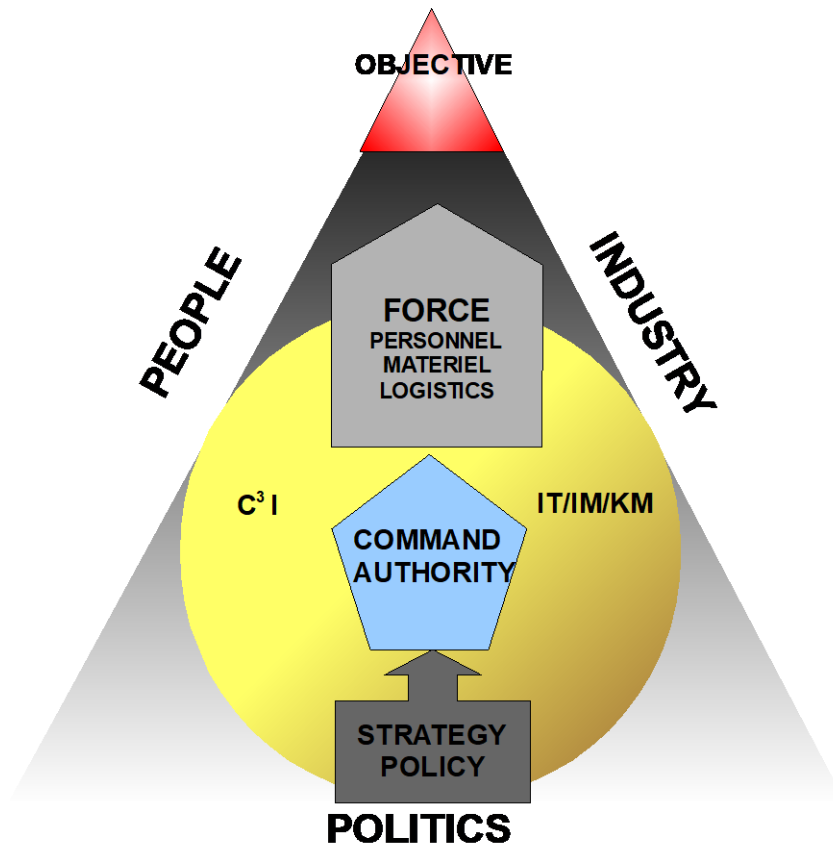 OBJECTIVE
PEOPLE
INDUSTRY
FORCE
PERSONNEL
MATERIEL
LOGISTICS
C³ I
IT/IM/KM
COMMAND
AUTHORITY
STRATEGY
POLICY
POLITICS